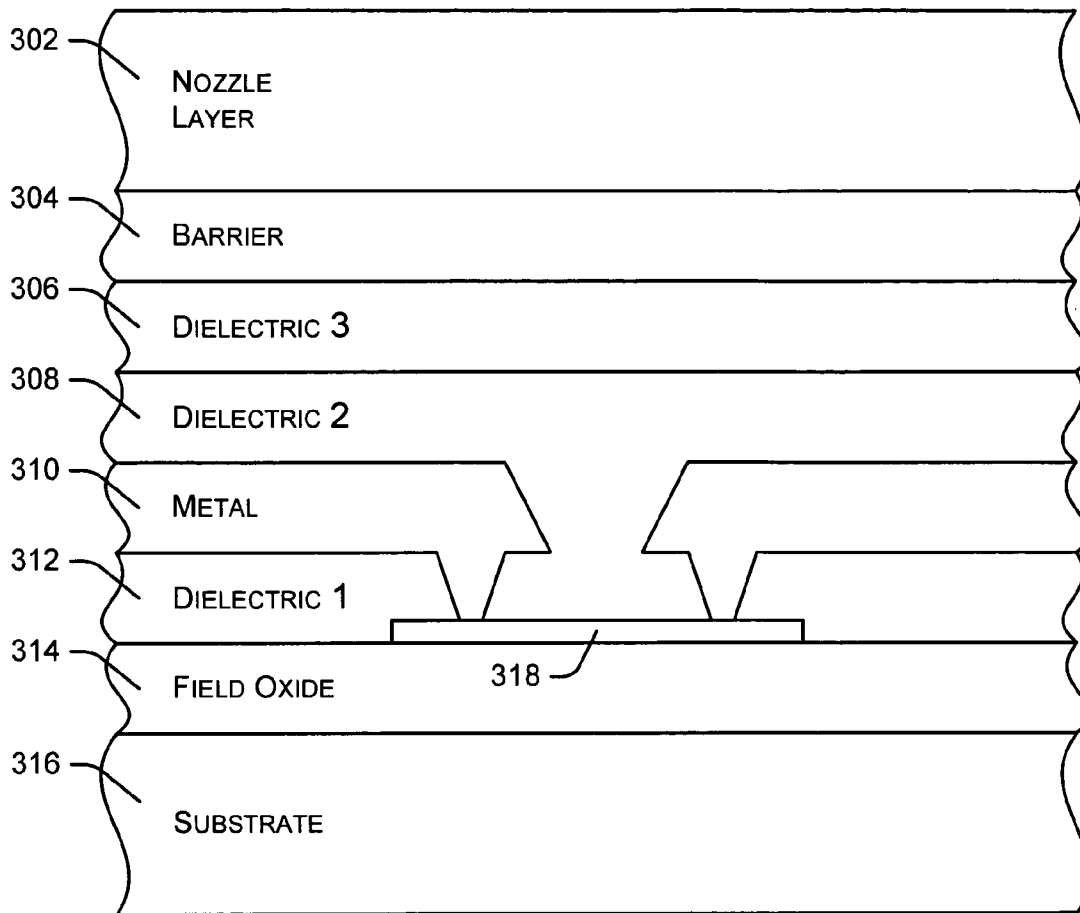 302
NOZZLE
LAYER
304
BARRIER
306
DIELECTRIC 3
308
DIELECTRIC 2
310
METAL
312
DIELECTRIC 1
314
318
FIELD OXIDE
316
SUBSTRATE